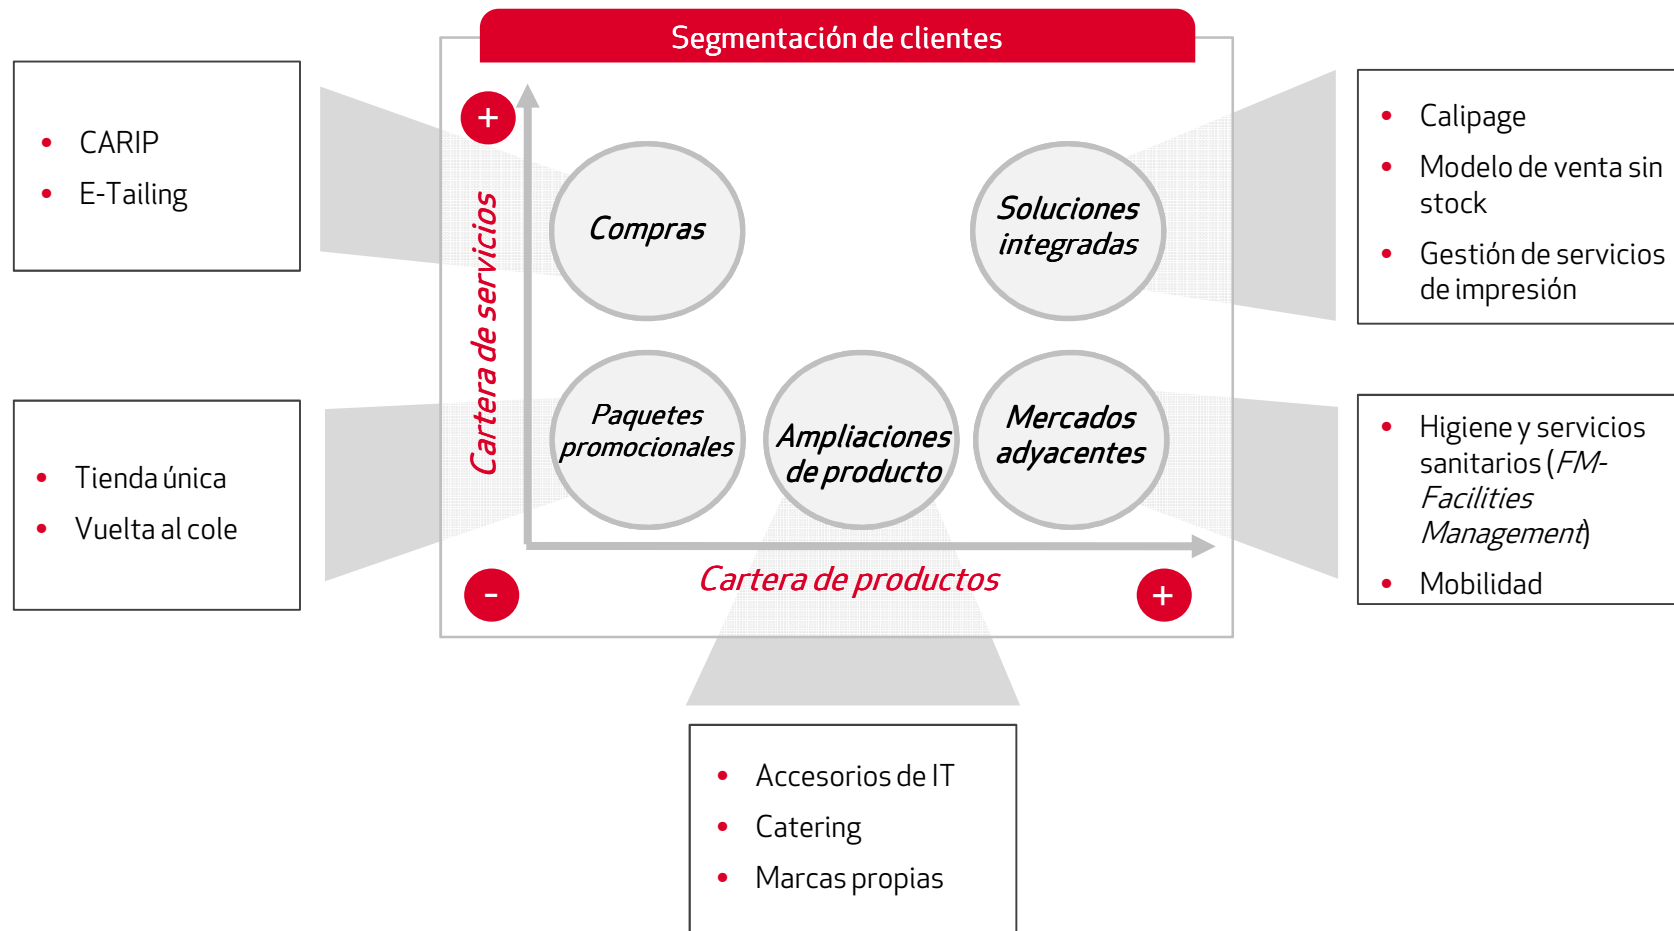 Segmentación de clientes
• CARIP
• E-Tailing
+
Cartera de servicios
Compras
Soluciones
integradas
• Calipage
• Modelo de venta sin
stock
• Gestión de servicios
de impresión
• Tienda única
• Vuelta al cole
Paquetes
promocionales
Ampliaciones
de producto
Mercados
adyacentes
• Higiene y servicios
sanitarios (FM-
Facilities
Management)
• Mobilidad
-
Cartera de productos
+
• Accesorios de IT
• Catering
• Marcas propias